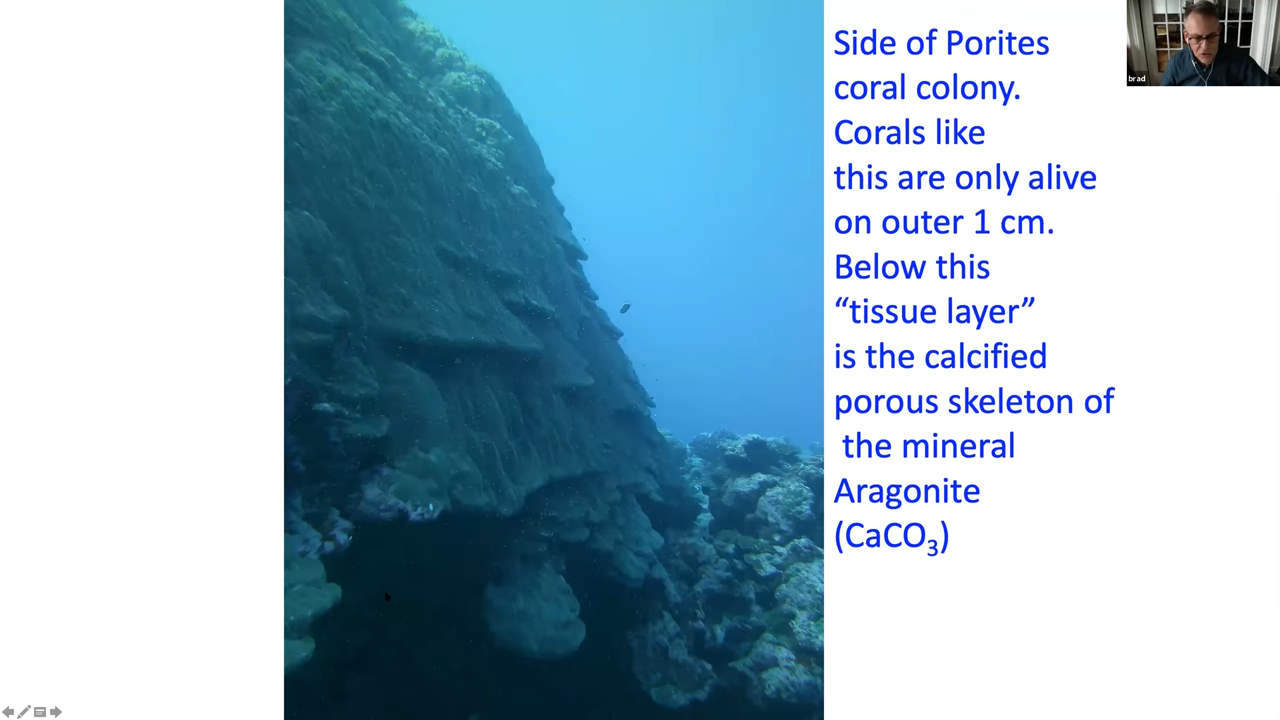 Side of Porites
coral colony.
Corals like
this are only alive
on outer 1 cm.
Below this
“tissue layer”
is the calcified
porous skeleton of
the mineral
Aragonite
(CaCO₃)
brad